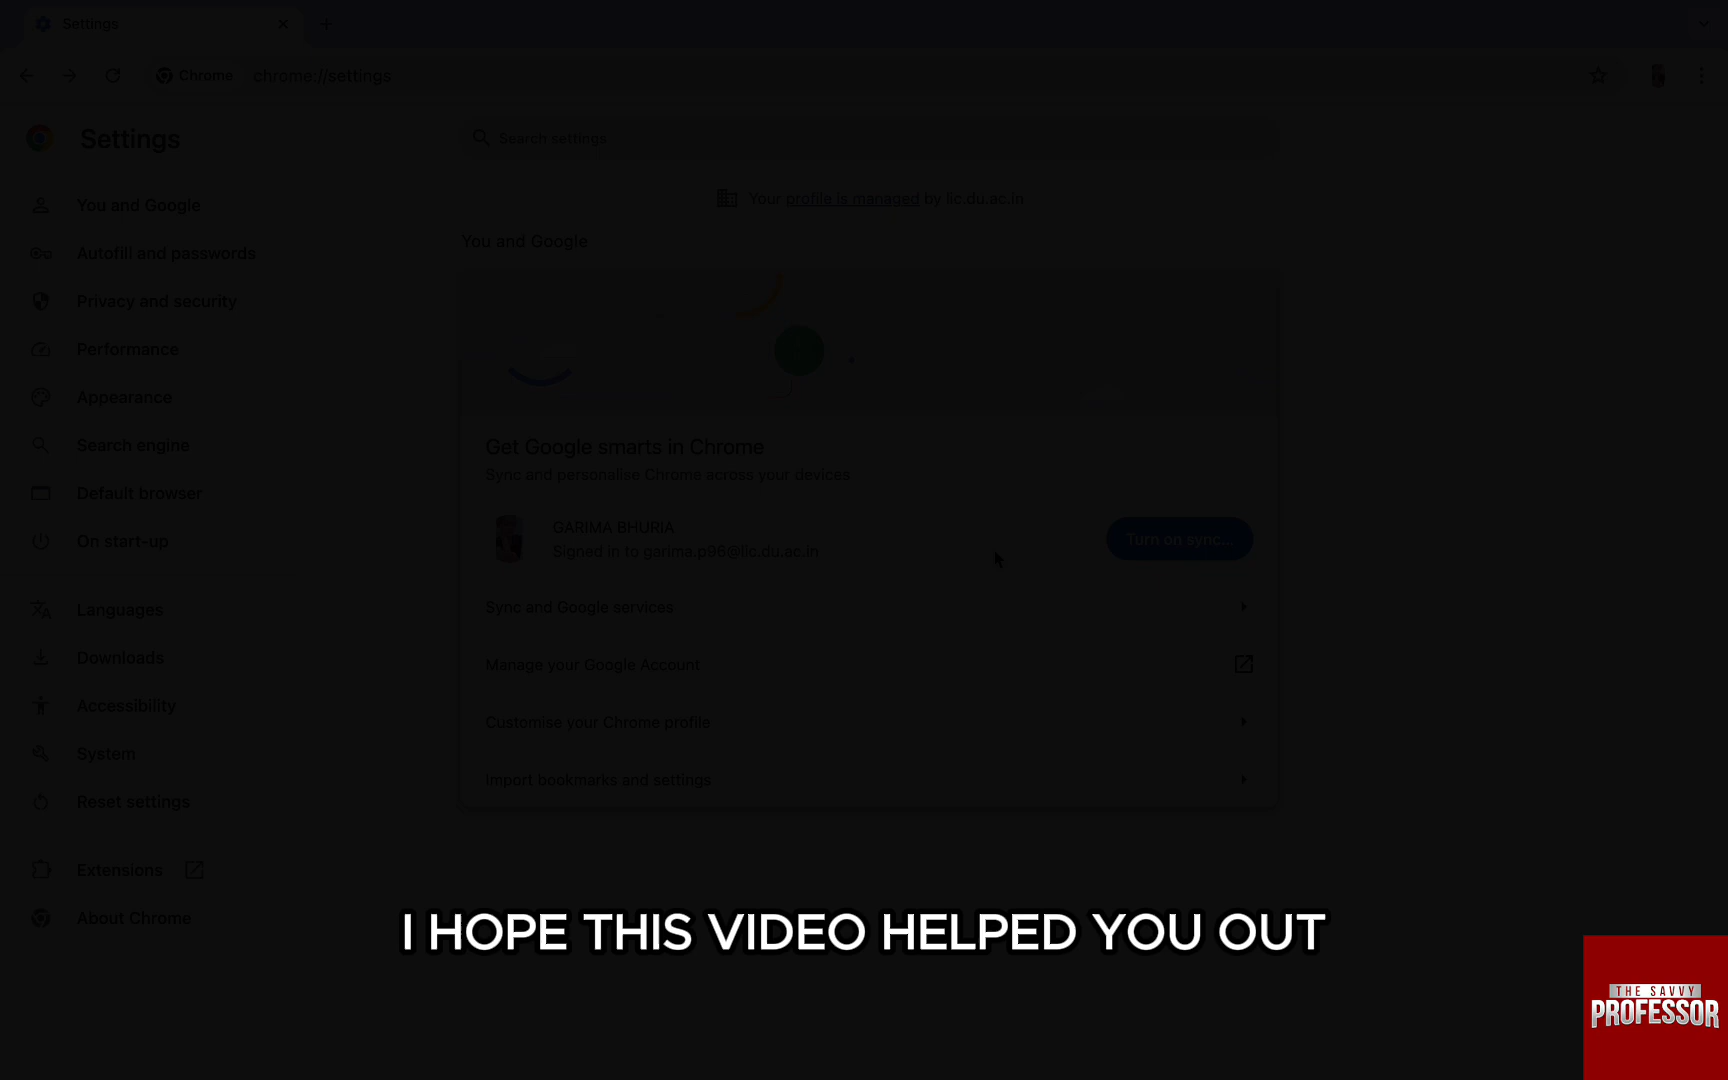 Settings
Chrome
chrome://settings
Settings
Search settings
Your profile is managed by lic.du.ac.in
You and Google
Autofill and passwords
Privacy and security
Performance
Appearance
Search engine
Default browser
On start-up
Languages
Downloads
Accessibility
System
Reset settings
Extensions
About Chrome
You and Google
Get Google smarts in Chrome
Sync and personalise Chrome across your devices
GARIMA BHURIA
Signed in to garima.p96@lic.du.ac.in
Turn on sync...
Sync and Google services
Manage your Google Account
Customise your Chrome profile
Import bookmarks and settings
I HOPE THIS VIDEO HELPED YOU OUT
THE SAVVY
PROFESSOR